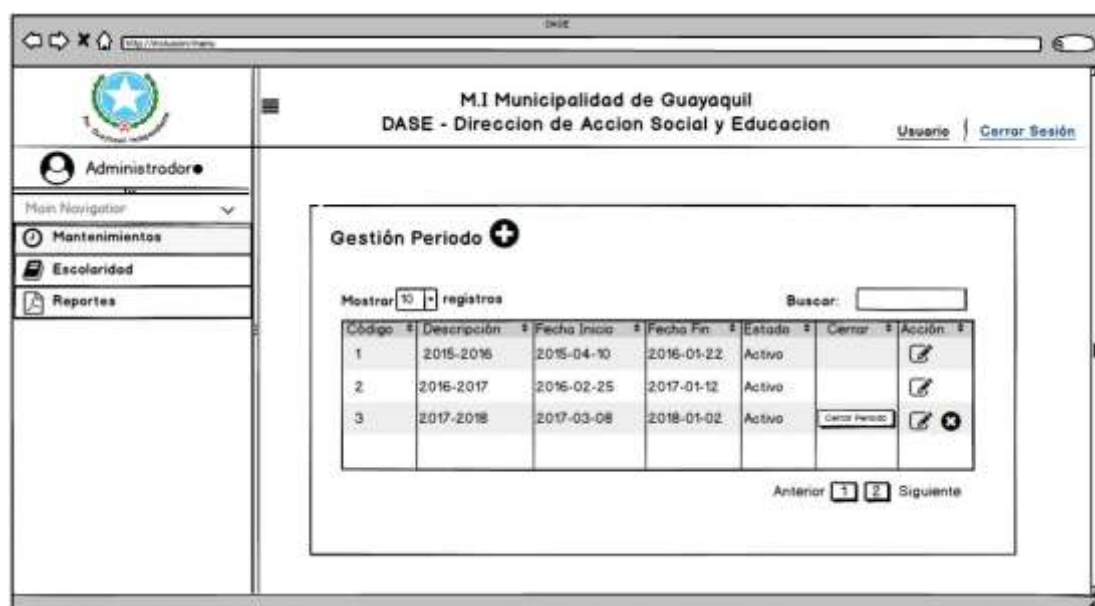 DASE
M.I Municipalidad de Guayaquil
DASE - Direccion de Accion Social y Educacion
Usuario | Cerrar Sesión
Administrador
Main Navigation
Mantenimientos
Escolaridad
Reportes
Gestión Periodo
Mostrar 10 registros
Buscar:
Código Descripción Fecha Inicio Fecha Fin Estado Cerrar Acción
1 2015-2016 2015-04-10 2016-01-22 Activo
2 2016-2017 2016-02-25 2017-01-12 Activo
3 2017-2018 2017-03-08 2018-01-02 Activo Cerrar Periodo
Anterior 1 2 Siguiente